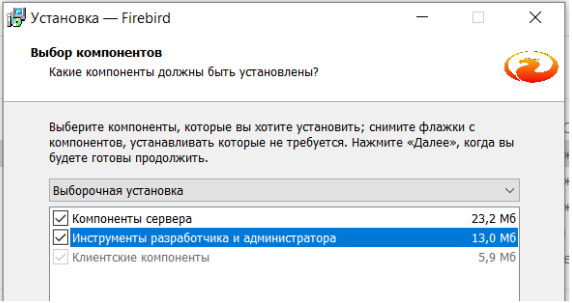 Установка — Firebird
Выбор компонентов
Какие компоненты должны быть установлены?
Выберите компоненты, которые вы хотите установить; снимите флажки с
компонентов, устанавливать которые не требуется. Нажмите «Далее», когда вы
будете готовы продолжить.
Выборочная установка
Компоненты сервера 23,2 Мб
Инструменты разработчика и администратора 13,0 Мб
Клиентские компоненты 5,9 Мб